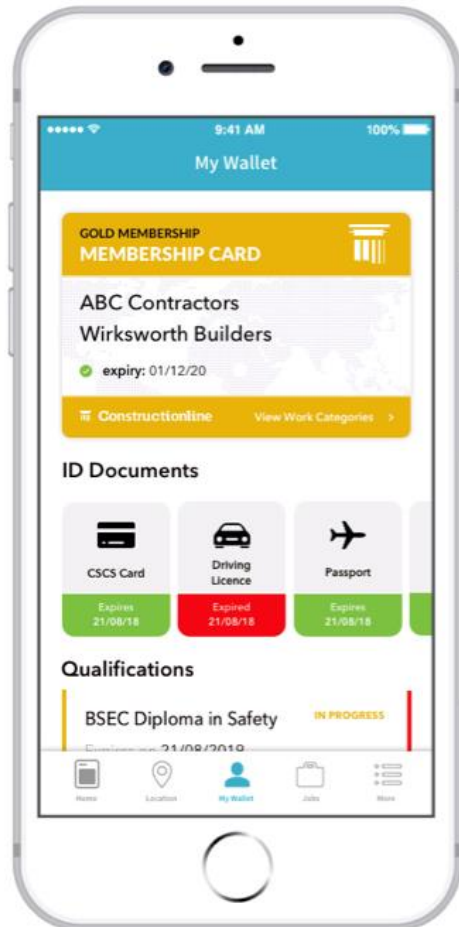 9:41 AM
100%
My Wallet
GOLD MEMBERSHIP
MEMBERSHIP CARD
ABC Contractors
Wirksworth Builders
expiry: 01/12/20
Constructionline
View Work Categories >
ID Documents
CSCS Card
Driving
Licence
Passport
Expires
21/08/18
Expired
21/08/18
Expires
21/08/18
Qualifications
BSEC Diploma in Safety
IN PROGRESS
Expires on 21/08/2019
Home
Location
My Wallet
Jobs
More